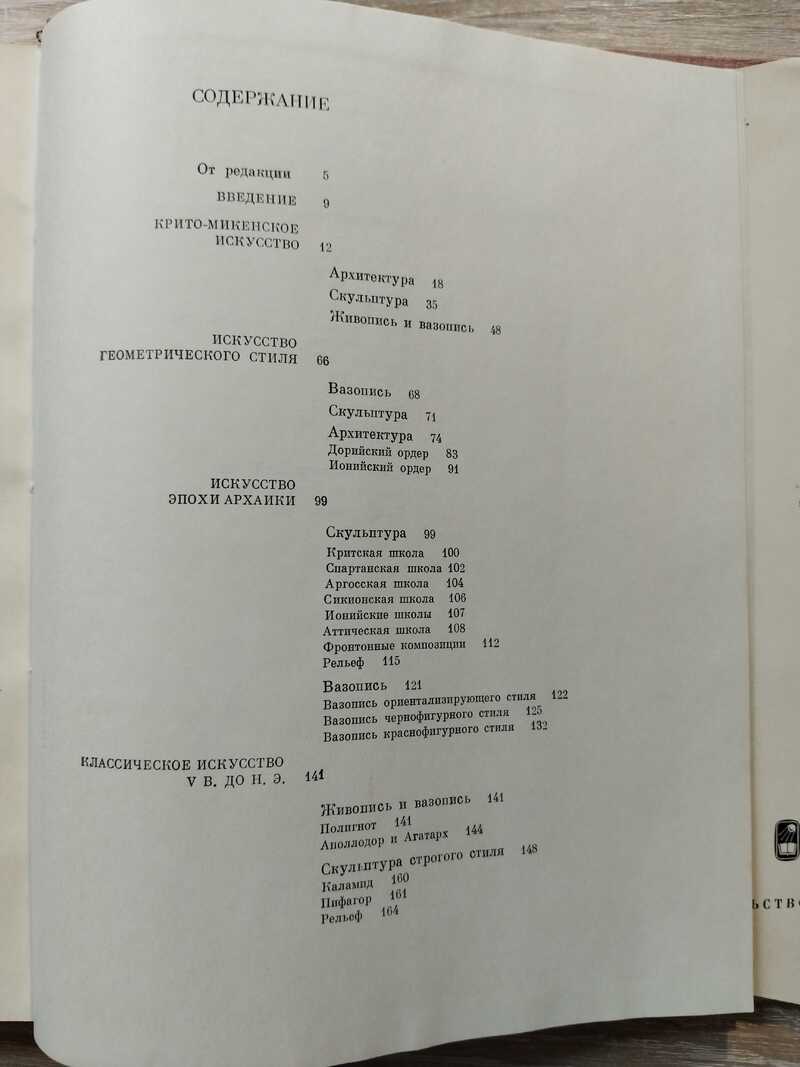 СОДЕРЖАНИЕ
От редакции 5
ВВЕДЕНИЕ 9
КРИТО-МИКЕНСКОЕ
ИСКУССТВО 12
Архитектура 18
Скульптура 35
Живопись и вазопись 48
ИСКУССТВО
ГЕОМЕТРИЧЕСКОГО СТИЛЯ 66
Вазопись 68
Скульптура 71
Архитектура 74
Дорийский ордер 83
Ионийский ордер 91
ИСКУССТВО
ЭПОХИ АРХАИКИ 99
Скульптура 99
Критская школа 100
Спартанская школа 102
Аргосская школа 104
Сикионская школа 106
Ионийские школы 107
Аттическая школа 108
Фронтонные композиции 112
Рельеф 115
Вазопись 121
Вазопись ориентализирующего стиля 122
Вазопись чернофигурного стиля 125
Вазопись краснофигурного стиля 132
КЛАССИЧЕСКОЕ ИСКУССТВО
V В. ДО Н. Э. 141
Живопись и вазопись 141
Полигнот 141
Аполлодор и Агатарх 144
Скульптура строгого стиля 148
Каламид 160
Пифагор 161
Рельеф 164